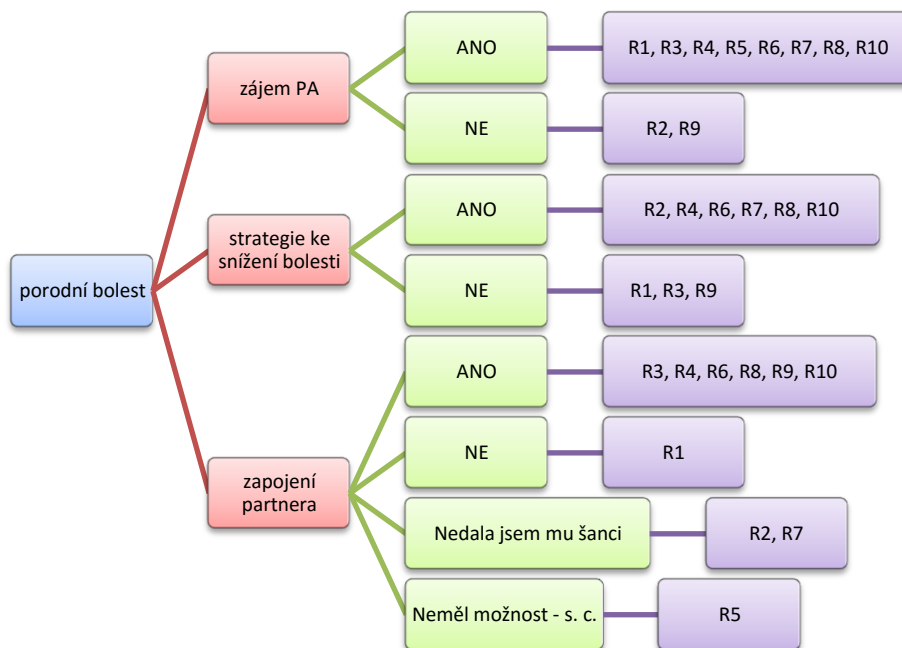 porodní bolest
zájem PA
ANO
R1, R3, R4, R5, R6, R7, R8, R10
NE
R2, R9
strategie ke
snížení bolesti
ANO
R2, R4, R6, R7, R8, R10
NE
R1, R3, R9
zapojení
partnera
ANO
R3, R4, R6, R8, R9, R10
NE
R1
Nedala jsem mu šanci
R2, R7
Neměl možnost - s. c.
R5